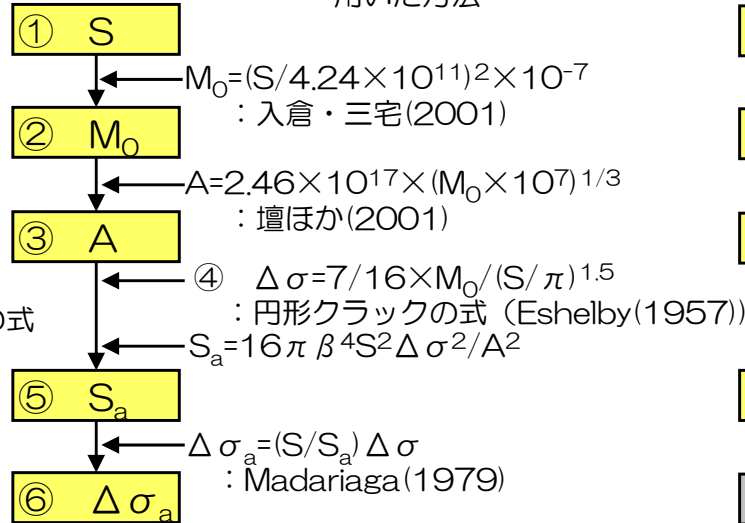 用いた方法
① S
M₀=(S/4.24×10¹¹)²×10⁻⁷
：入倉・三宅(2001)
② M₀
A=2.46×10¹⁷×(M₀×10⁷)¹/³
：壇ほか(2001)
③ A
④ Δσ=7/16×M₀/(S/π)¹·⁵
の式
：円形クラックの式（Eshelby(1957))
Sₐ=16πβ⁴S²Δσ²/A²
⑤ Sₐ
Δσₐ=(S/Sₐ)Δσ
：Madariaga(1979)
⑥ Δσₐ